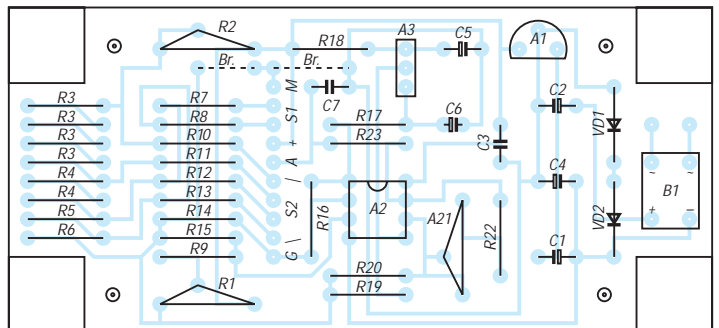 R2
Br.
Br.
R18
A3
C5
A1
M
C7
C2
R3
R3
R3
R3
R4
R4
R5
R6
R7
R8
R10
R11
R12
R13
R14
R15
R9
S1
+
A
/
S2
\
G
R17
R23
C6
C3
VD1
R16
A2
A21
R22
C4
VD2
C1
~ ~
B1
+ −
R20
R19
R1